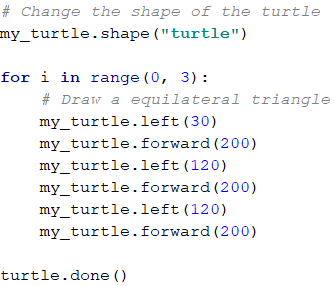 # Change the shape of the turtle
my_turtle.shape("turtle")

for i in range(0, 3):
    # Draw a equilateral triangle
    my_turtle.left(30)
    my_turtle.forward(200)
    my_turtle.left(120)
    my_turtle.forward(200)
    my_turtle.left(120)
    my_turtle.forward(200)

turtle.done()